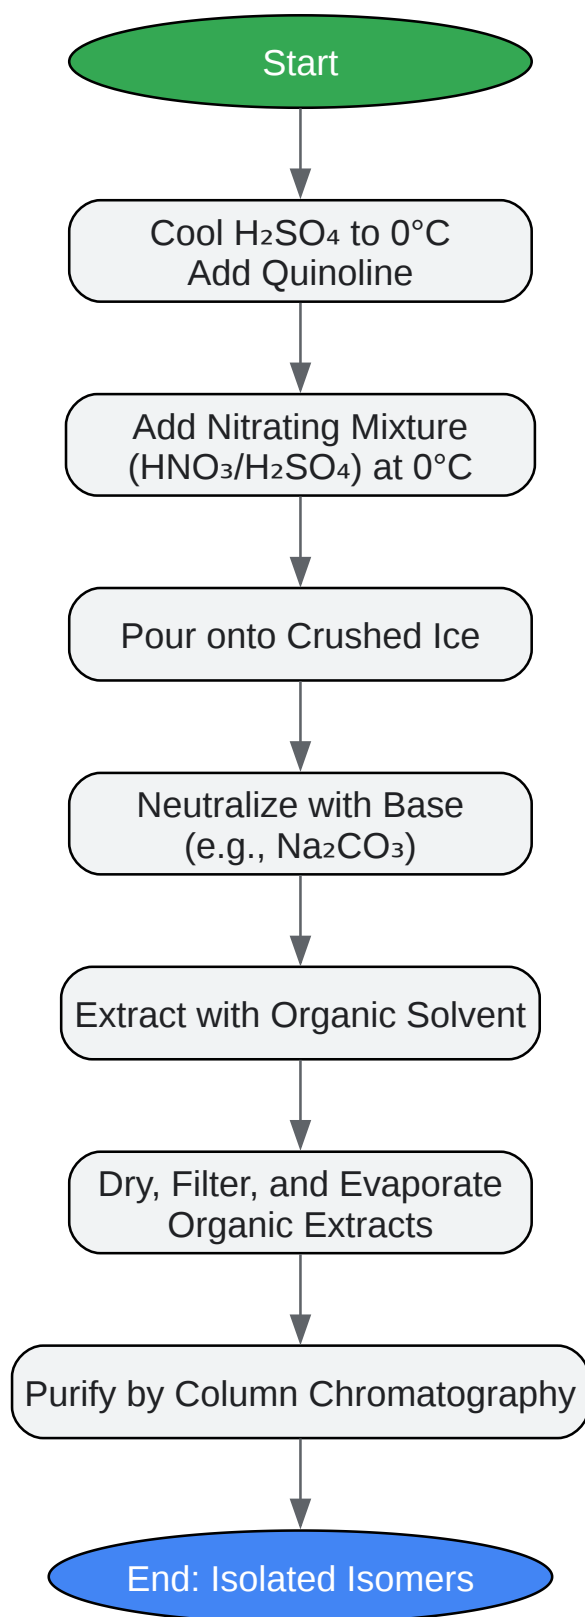 Start
Cool H₂SO₄ to 0°C
Add Quinoline
Add Nitrating Mixture
(HNO₃/H₂SO₄) at 0°C
Pour onto Crushed Ice
Neutralize with Base
(e.g., Na₂CO₃)
Extract with Organic Solvent
Dry, Filter, and Evaporate
Organic Extracts
Purify by Column Chromatography
End: Isolated Isomers